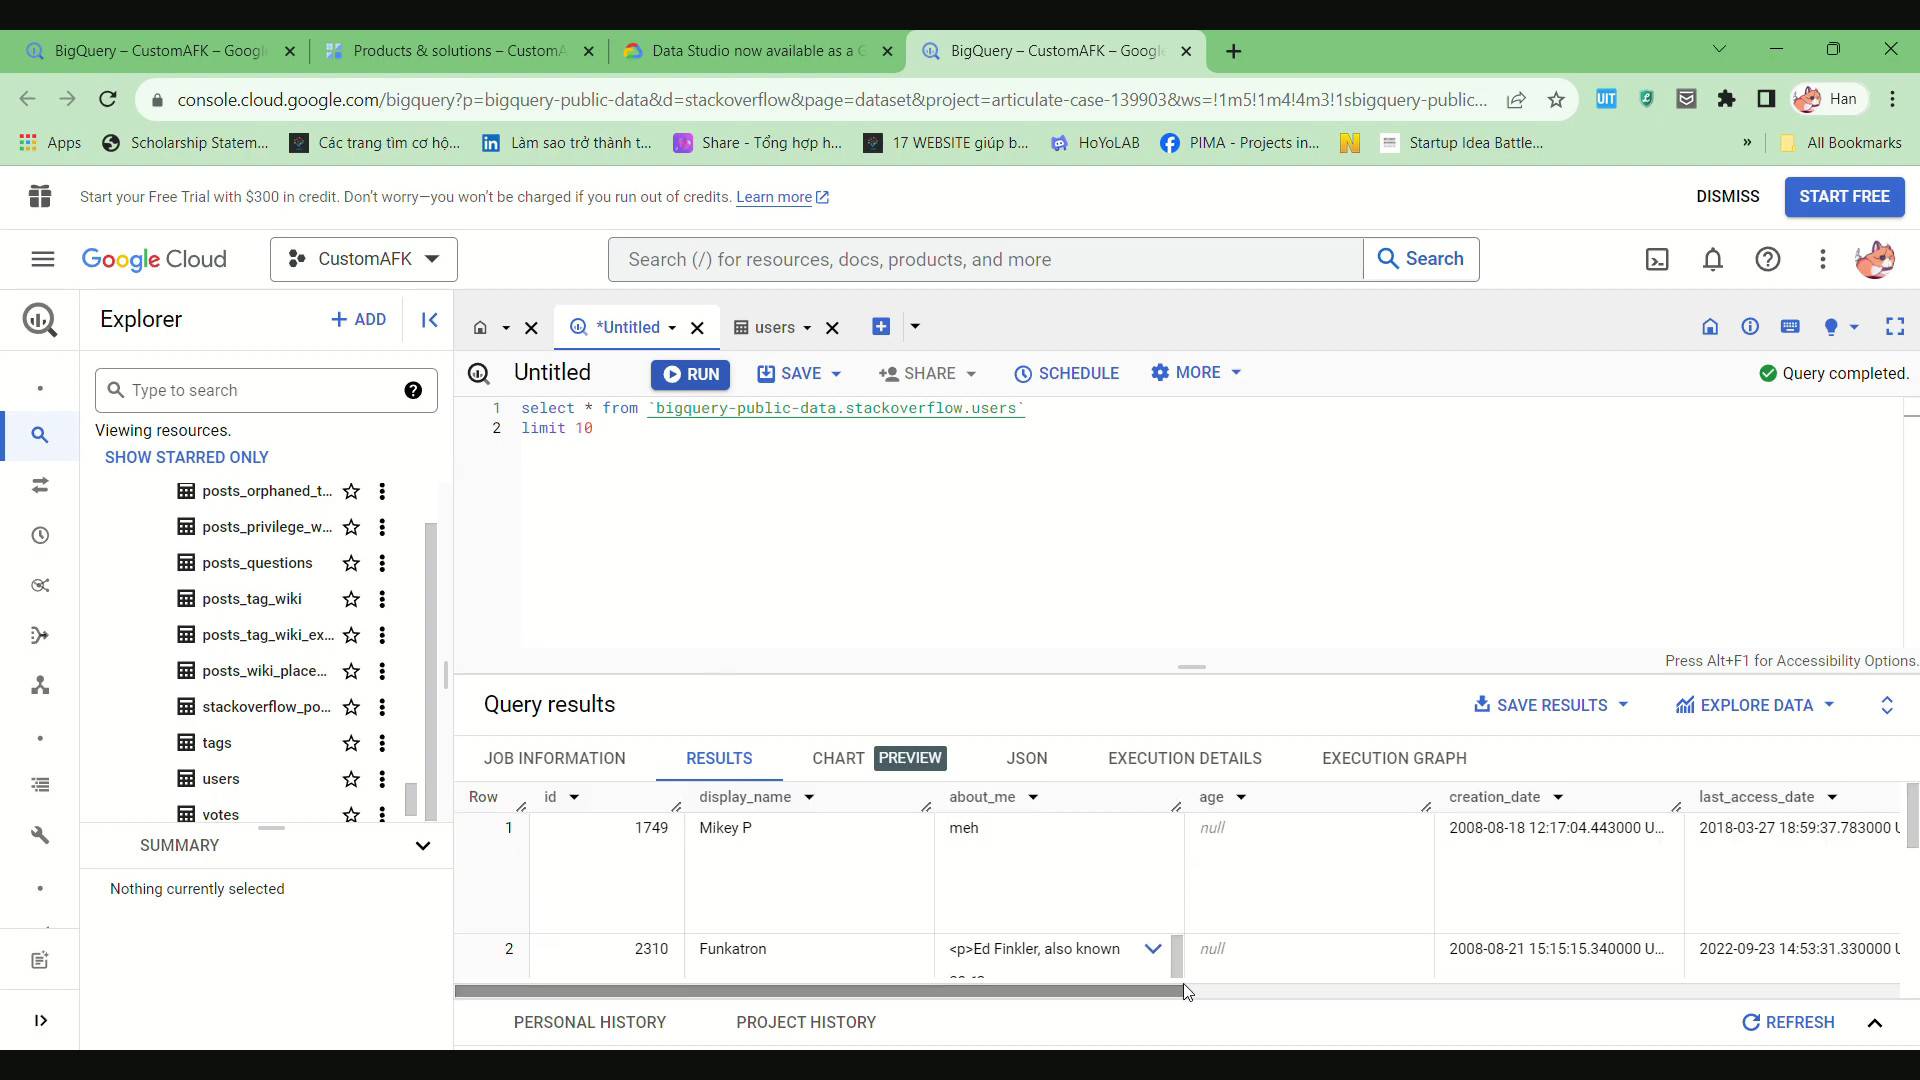 BigQuery – CustomAFK – Googl
Products & solutions – CustomA
Data Studio now available as a G
BigQuery – CustomAFK – Google
console.cloud.google.com/bigquery?p=bigquery-public-data&d=stackoverflow&page=dataset&project=articulate-case-139903&ws=!1m5!1m4!4m3!1sbigquery-public...
UIT
Han
Apps
Scholarship Statem...
Các trang tìm cơ hộ...
Làm sao trở thành t...
Share - Tổng hợp h...
17 WEBSITE giúp b...
HoYoLAB
PIMA - Projects in...
Startup Idea Battle...
»
All Bookmarks
Start your Free Trial with $300 in credit. Don't worry—you won't be charged if you run out of credits. Learn more
DISMISS
START FREE
Google Cloud
CustomAFK
Search (/) for resources, docs, products, and more
Search
Explorer
+ ADD
*Untitled
users
Untitled
RUN
SAVE
SHARE
SCHEDULE
MORE
Query completed.
Type to search
Viewing resources.
SHOW STARRED ONLY
posts_orphaned_t...
posts_privilege_w...
posts_questions
posts_tag_wiki
posts_tag_wiki_ex...
posts_wiki_place...
stackoverflow_po...
tags
users
votes
SUMMARY
Nothing currently selected
1 select * from `bigquery-public-data.stackoverflow.users`
2 limit 10
Press Alt+F1 for Accessibility Options.
Query results
SAVE RESULTS
EXPLORE DATA
JOB INFORMATION
RESULTS
CHART PREVIEW
JSON
EXECUTION DETAILS
EXECUTION GRAPH
Row id display_name about_me age creation_date last_access_date
1 1749 Mikey P meh null 2008-08-18 12:17:04.443000 U... 2018-03-27 18:59:37.783000 U
2 2310 Funkatron <p>Ed Finkler, also known null 2008-08-21 15:15:15.340000 U... 2022-09-23 14:53:31.330000 U
PERSONAL HISTORY
PROJECT HISTORY
REFRESH